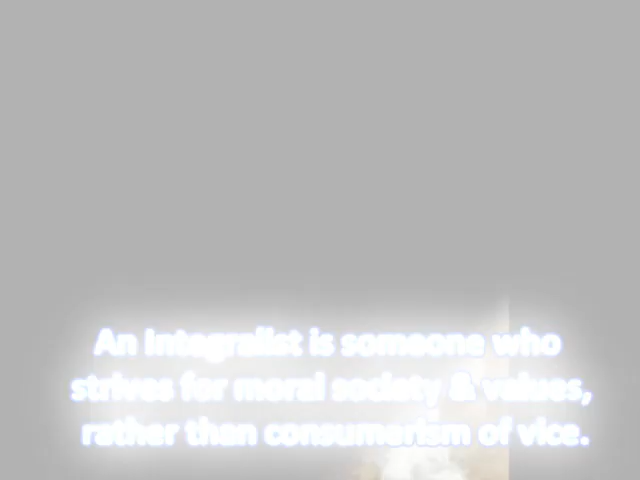 An Integralist is someone who
strives for moral society & values,
rather than consumerism of vice.